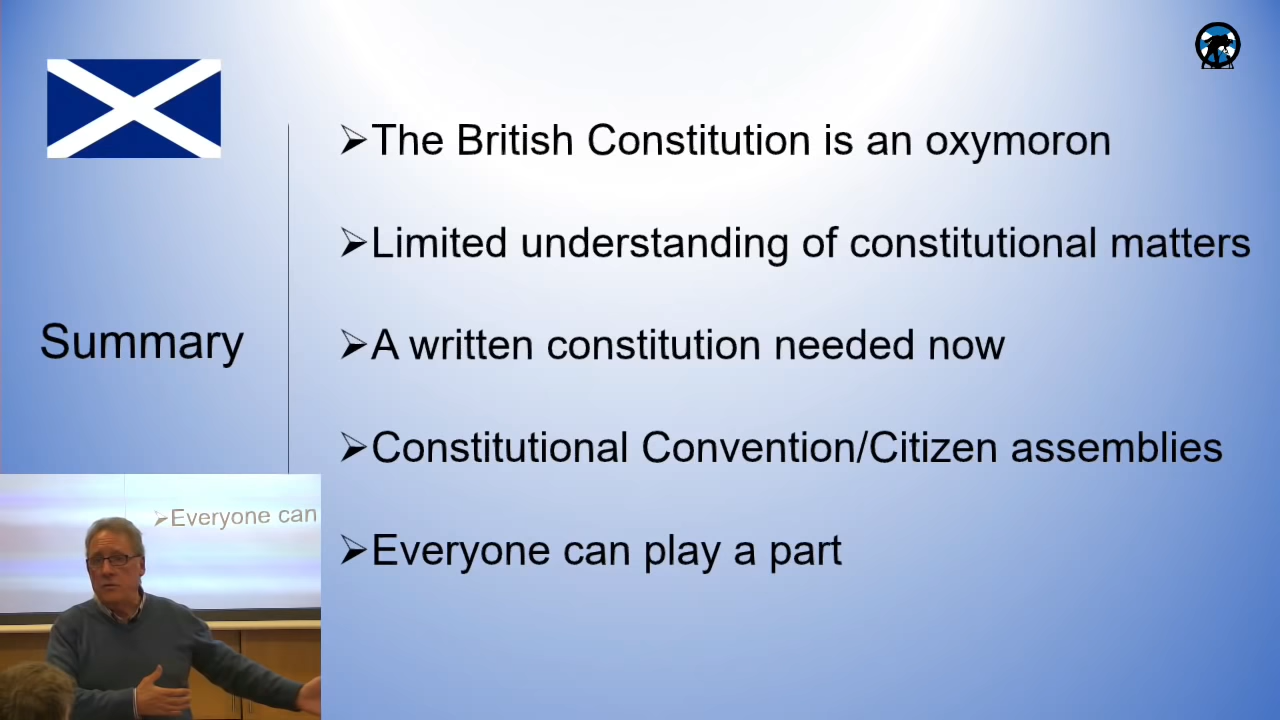 The British Constitution is an oxymoron
Limited understanding of constitutional matters
Summary
A written constitution needed now
Constitutional Convention/Citizen assemblies
Everyone can play a part
Everyone can